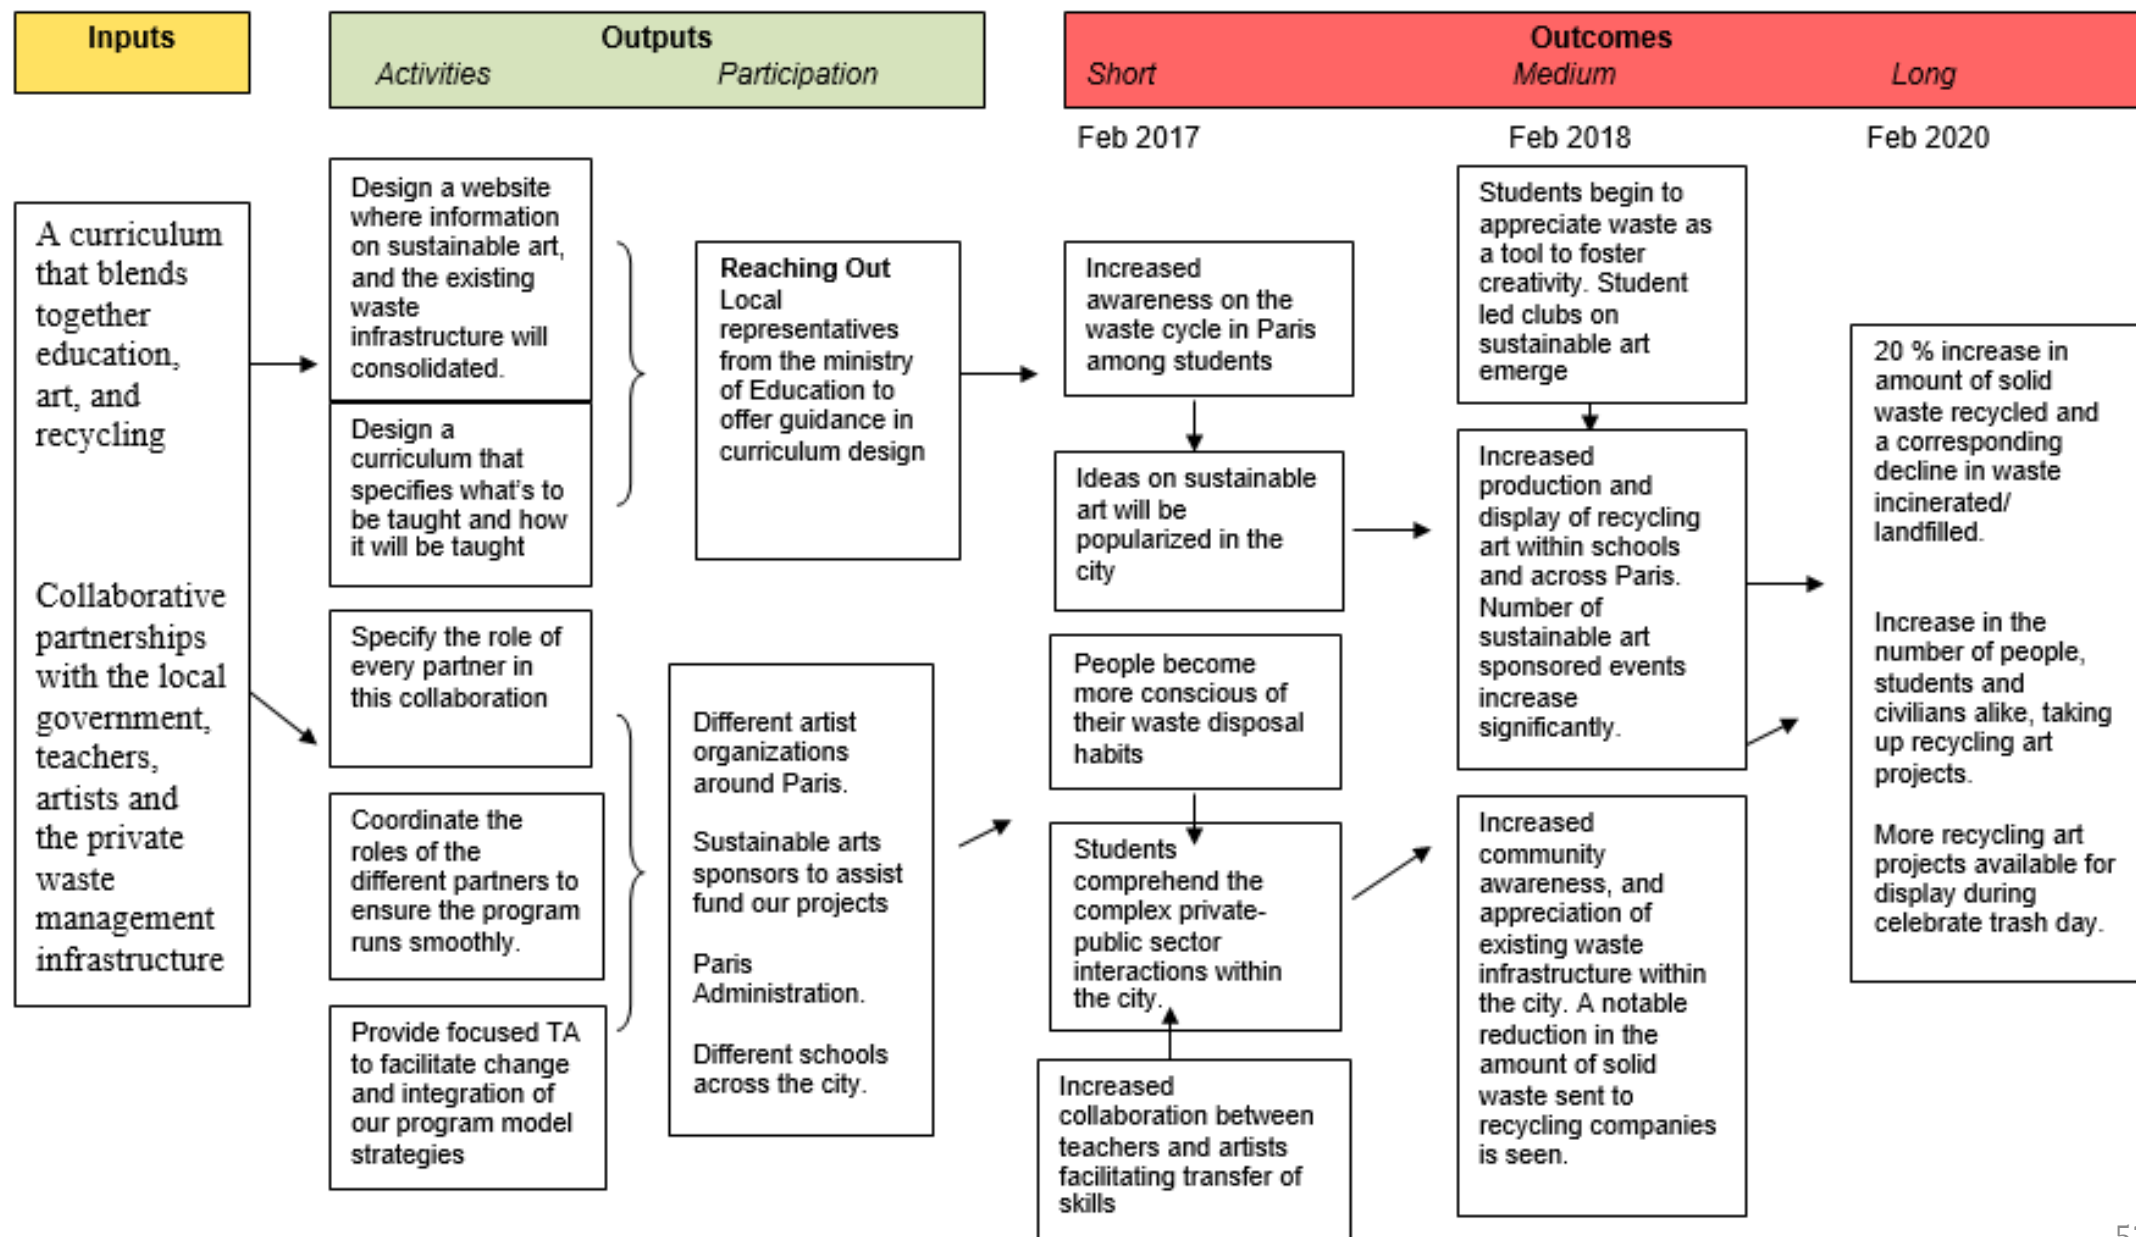 Inputs
Outputs
Activities
Participation
Outcomes
Short
Medium
Long
Feb 2017
Feb 2018
Feb 2020
A curriculum
that blends
together
education,
art, and
recycling
Collaborative
partnerships
with the local
government,
teachers,
artists and
the private
waste
management
infrastructure
Design a website
where information
on sustainable art,
and the existing
waste
infrastructure will
consolidated.
Design a
curriculum that
specifies what's to
be taught and how
it will be taught
Specify the role of
every partner in
this collaboration
Coordinate the
roles of the
different partners to
ensure the program
runs smoothly.
Provide focused TA
to facilitate change
and integration of
our program model
strategies
Reaching Out
Local
representatives
from the ministry
of Education to
offer guidance in
curriculum design
Different artist
organizations
around Paris.
Sustainable arts
sponsors to assist
fund our projects
Paris
Administration.
Different schools
across the city.
Increased
awareness on the
waste cycle in Paris
among students
Ideas on sustainable
art will be
popularized in the
city
People become
more conscious of
their waste disposal
habits
Students
comprehend the
complex private-
public sector
interactions within
the city.
Increased
collaboration between
teachers and artists
facilitating transfer of
skills
Students begin to
appreciate waste as
a tool to foster
creativity. Student
led clubs on
sustainable art
emerge
Increased
production and
display of recycling
art within schools
and across Paris.
Number of
sustainable art
sponsored events
increase
significantly.
Increased
community
awareness, and
appreciation of
existing waste
infrastructure within
the city. A notable
reduction in the
amount of solid
waste sent to
recycling companies
is seen.
20 % increase in
amount of solid
waste recycled and
a corresponding
decline in waste
incinerated/
landfilled.
Increase in the
number of people,
students and
civilians alike, taking
up recycling art
projects.
More recycling art
projects available for
display during
celebrate trash day.